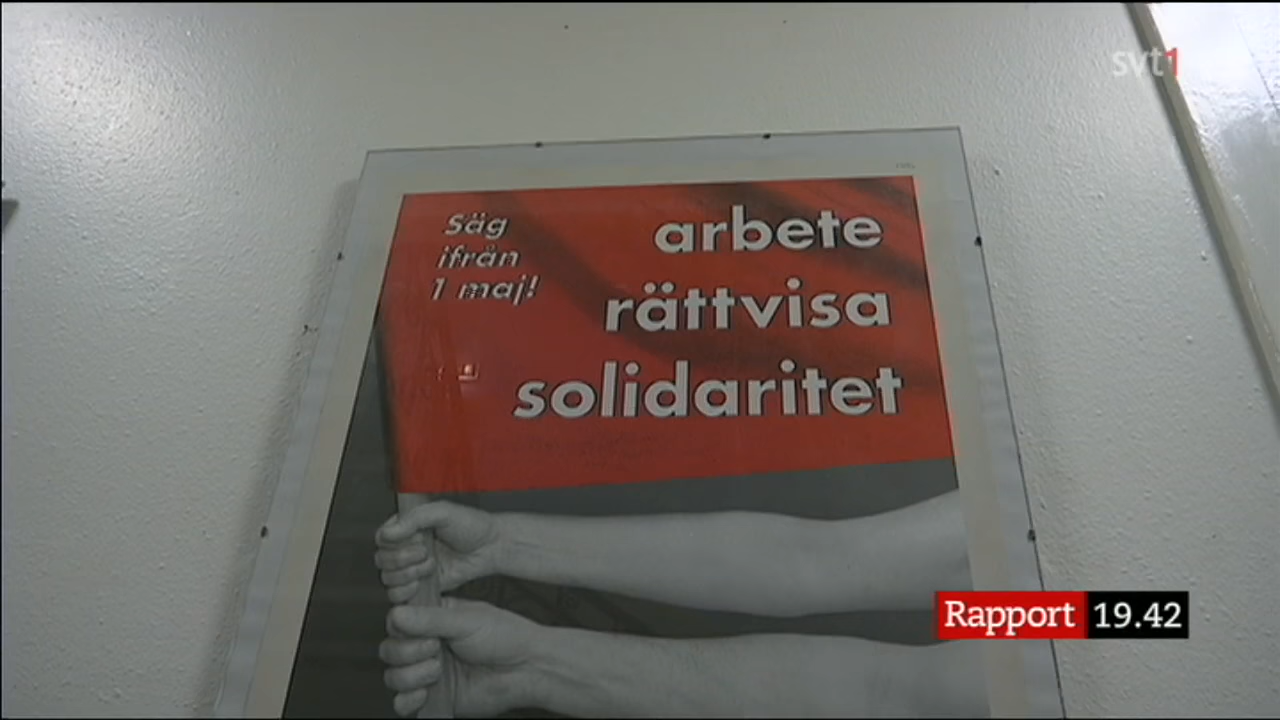 svt1
Säg
ifrån
1 maj!
arbete
rättvisa
solidaritet
Rapport 19.42